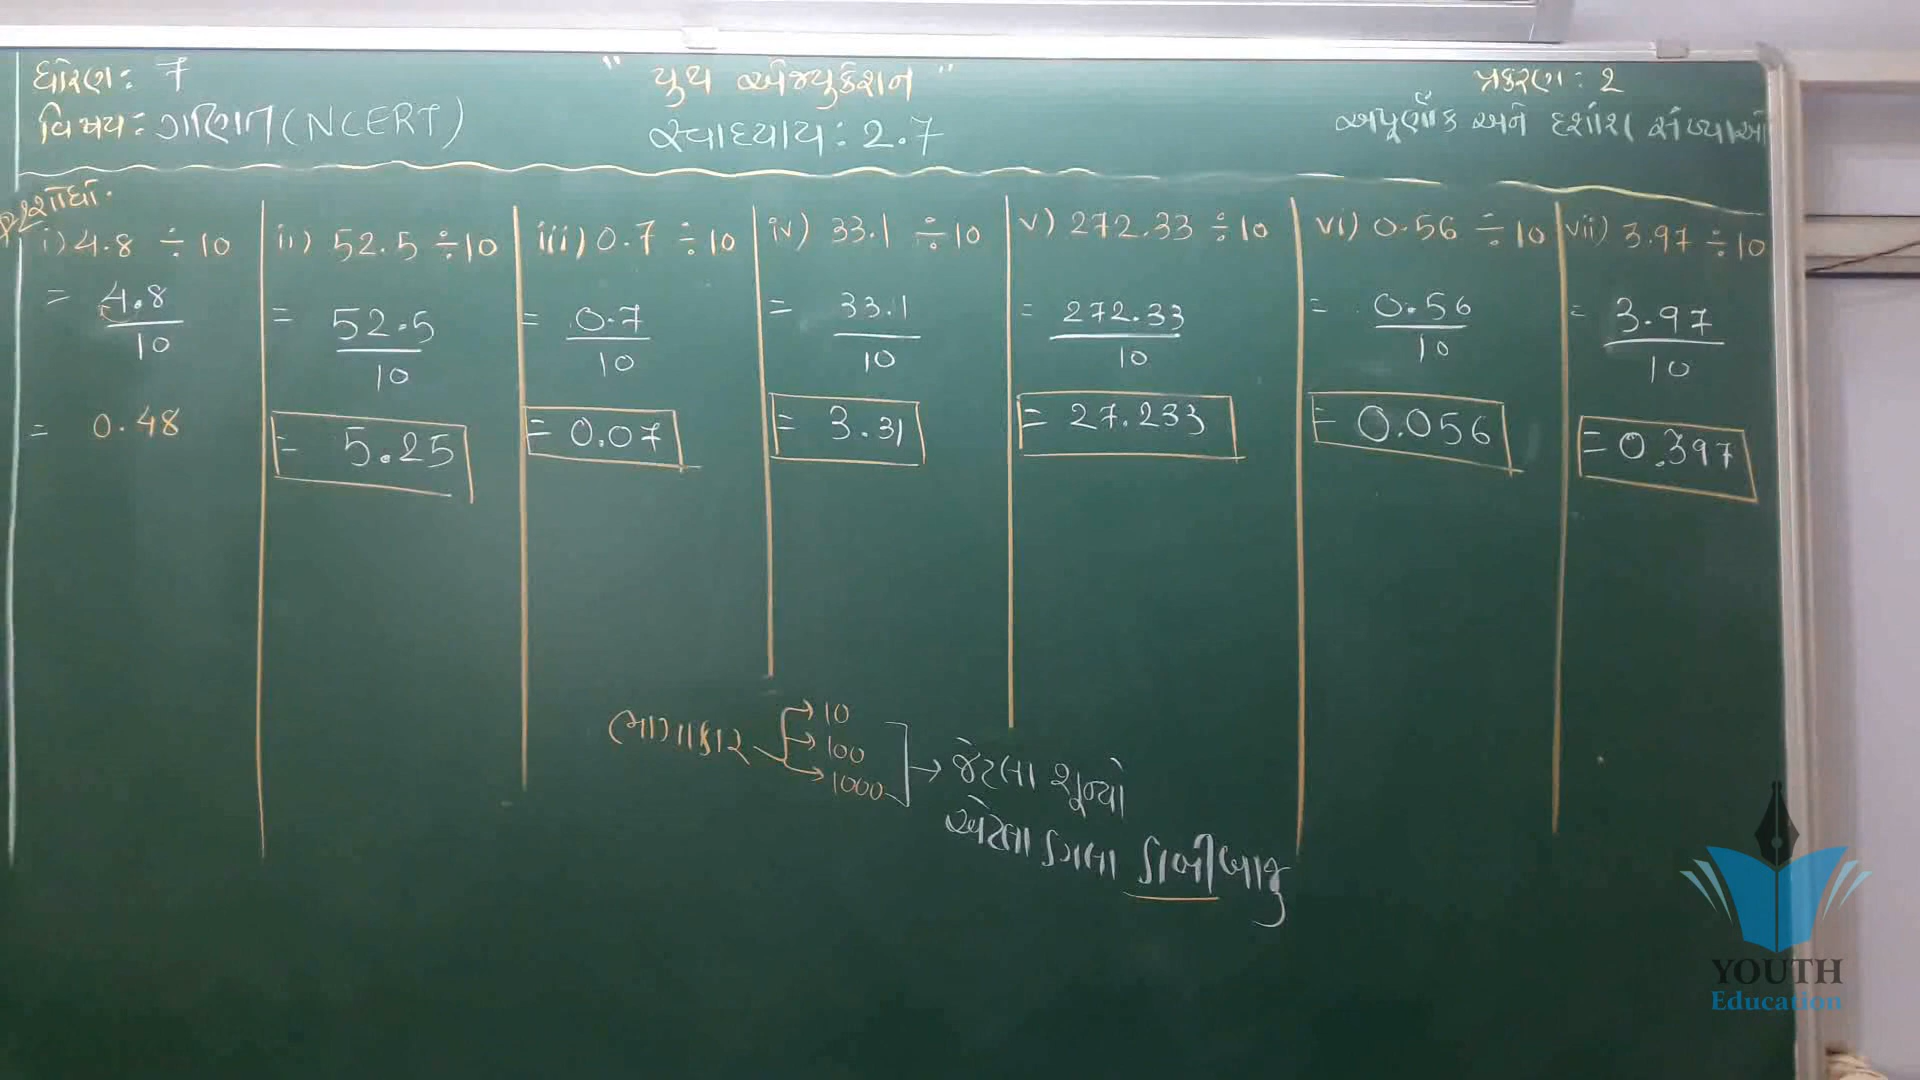 ધોરણ: 7
" યુથ એજ્યુકેશન "
પ્રકરણ: 2
વિષય: ગણિત (NCERT)
સ્વાધ્યાય: 2.7
અપૂર્ણાંક અને દશાંશ સંખ્યાઓ
શોધો.
i) 4.8 ÷ 10
= 4.8
10
= 0.48
ii) 52.5 ÷ 10
= 52.5
10
= 5.25
iii) 0.7 ÷ 10
= 0.7
10
= 0.07
iv) 33.1 ÷ 10
= 33.1
10
= 3.31
v) 272.33 ÷ 10
= 272.33
10
= 27.233
vi) 0.56 ÷ 10
= 0.56
10
= 0.056
vii) 3.97 ÷ 10
= 3.97
10
= 0.397
ભાગાકાર → 10
→ 100
→ 1000
→ જેટલા શૂન્યો
એટલા ડગલા ડાબીબાજુ
YOUTH
Education